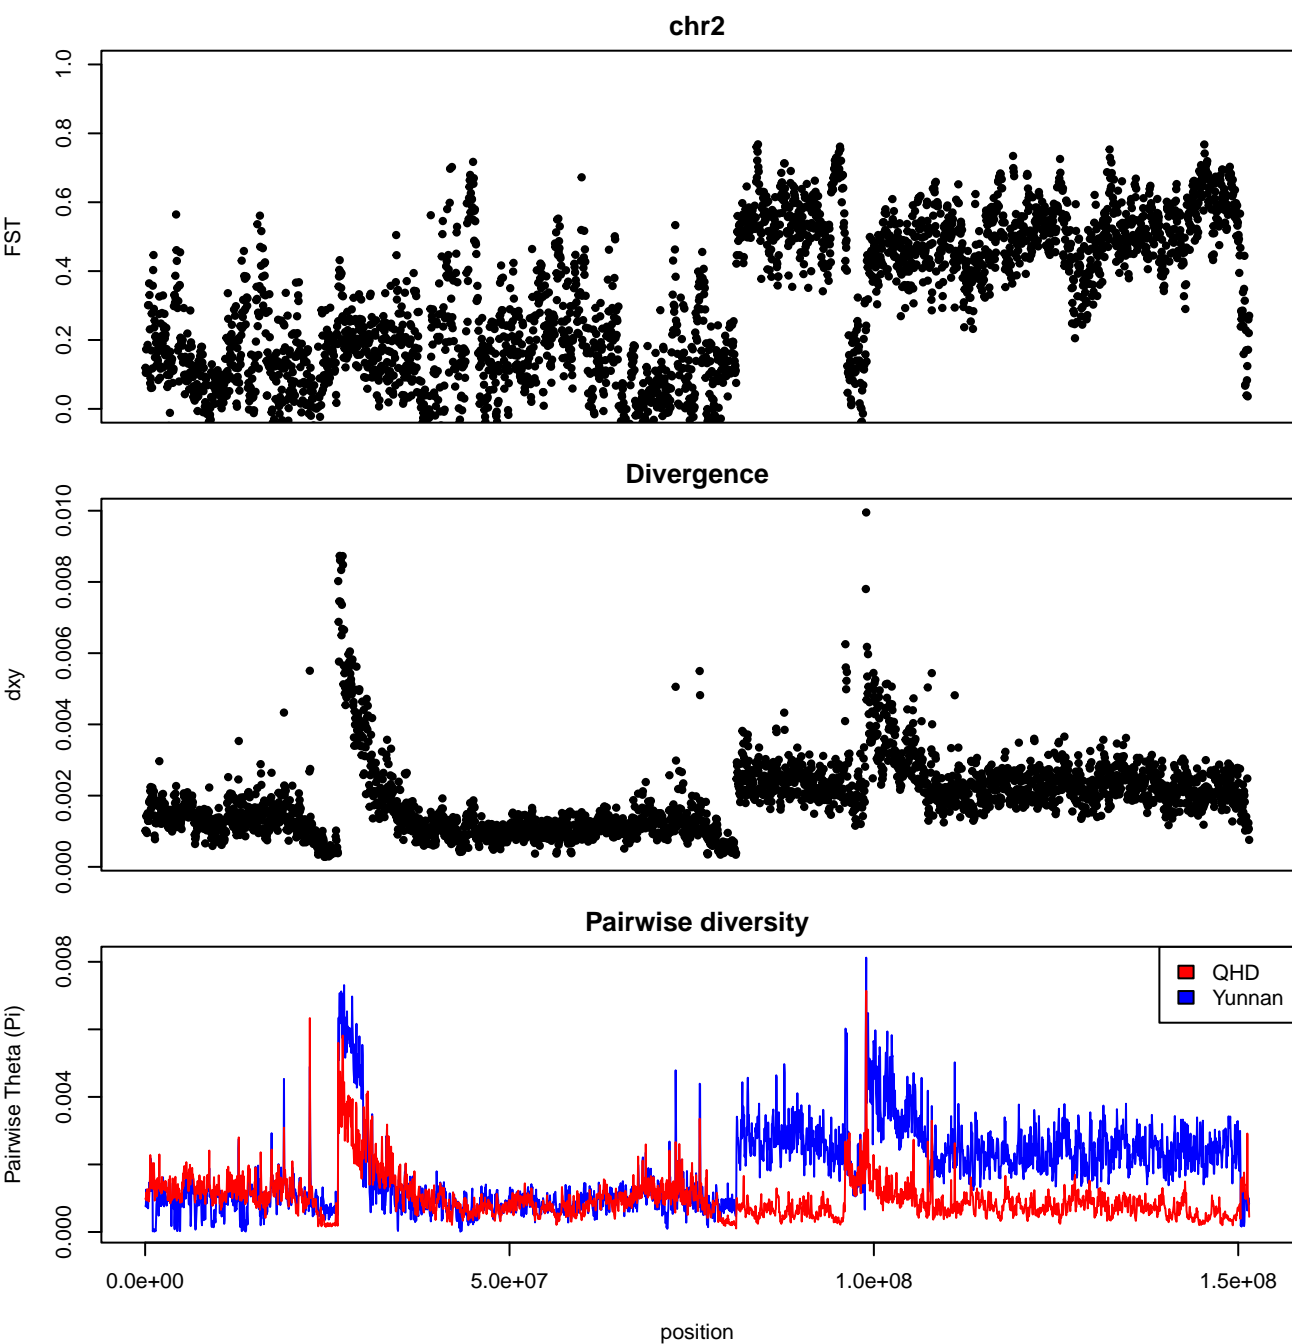 chr2
FST
1.0
0.8
0.6
0.4
0.2
0.0
Divergence
dxy
0.010
0.008
0.006
0.004
0.002
0.000
Pairwise diversity
Pairwise Theta (Pi)
0.008
0.004
0.000
QHD
Yunnan
0.0e+00 5.0e+07 1.0e+08 1.5e+08
position